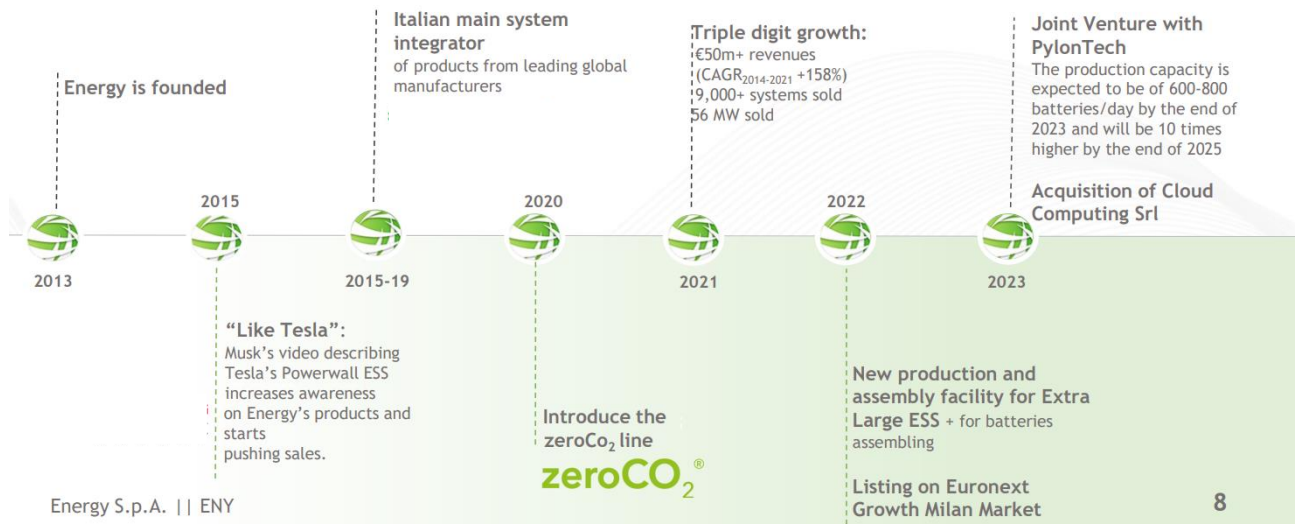 Energy is founded
2013
2015
“Like Tesla”:
Musk’s video describing
Tesla’s Powerwall ESS
increases awareness
on Energy’s products and
starts
pushing sales.
Italian main system
integrator
of products from leading global
manufacturers
2015-19
2020
Introduce the
zeroCo₂ line
zeroCO₂®
Triple digit growth:
€50m+ revenues
(CAGR₂₀₁₄₋₂₀₂₁ +158%)
9,000+ systems sold
56 MW sold
2021
2022
New production and
assembly facility for Extra
Large ESS + for batteries
assembling
Listing on Euronext
Growth Milan Market
Joint Venture with
PylonTech
The production capacity is
expected to be of 600-800
batteries/day by the end of
2023 and will be 10 times
higher by the end of 2025
Acquisition of Cloud
Computing Srl
2023
Energy S.p.A. || ENY
8